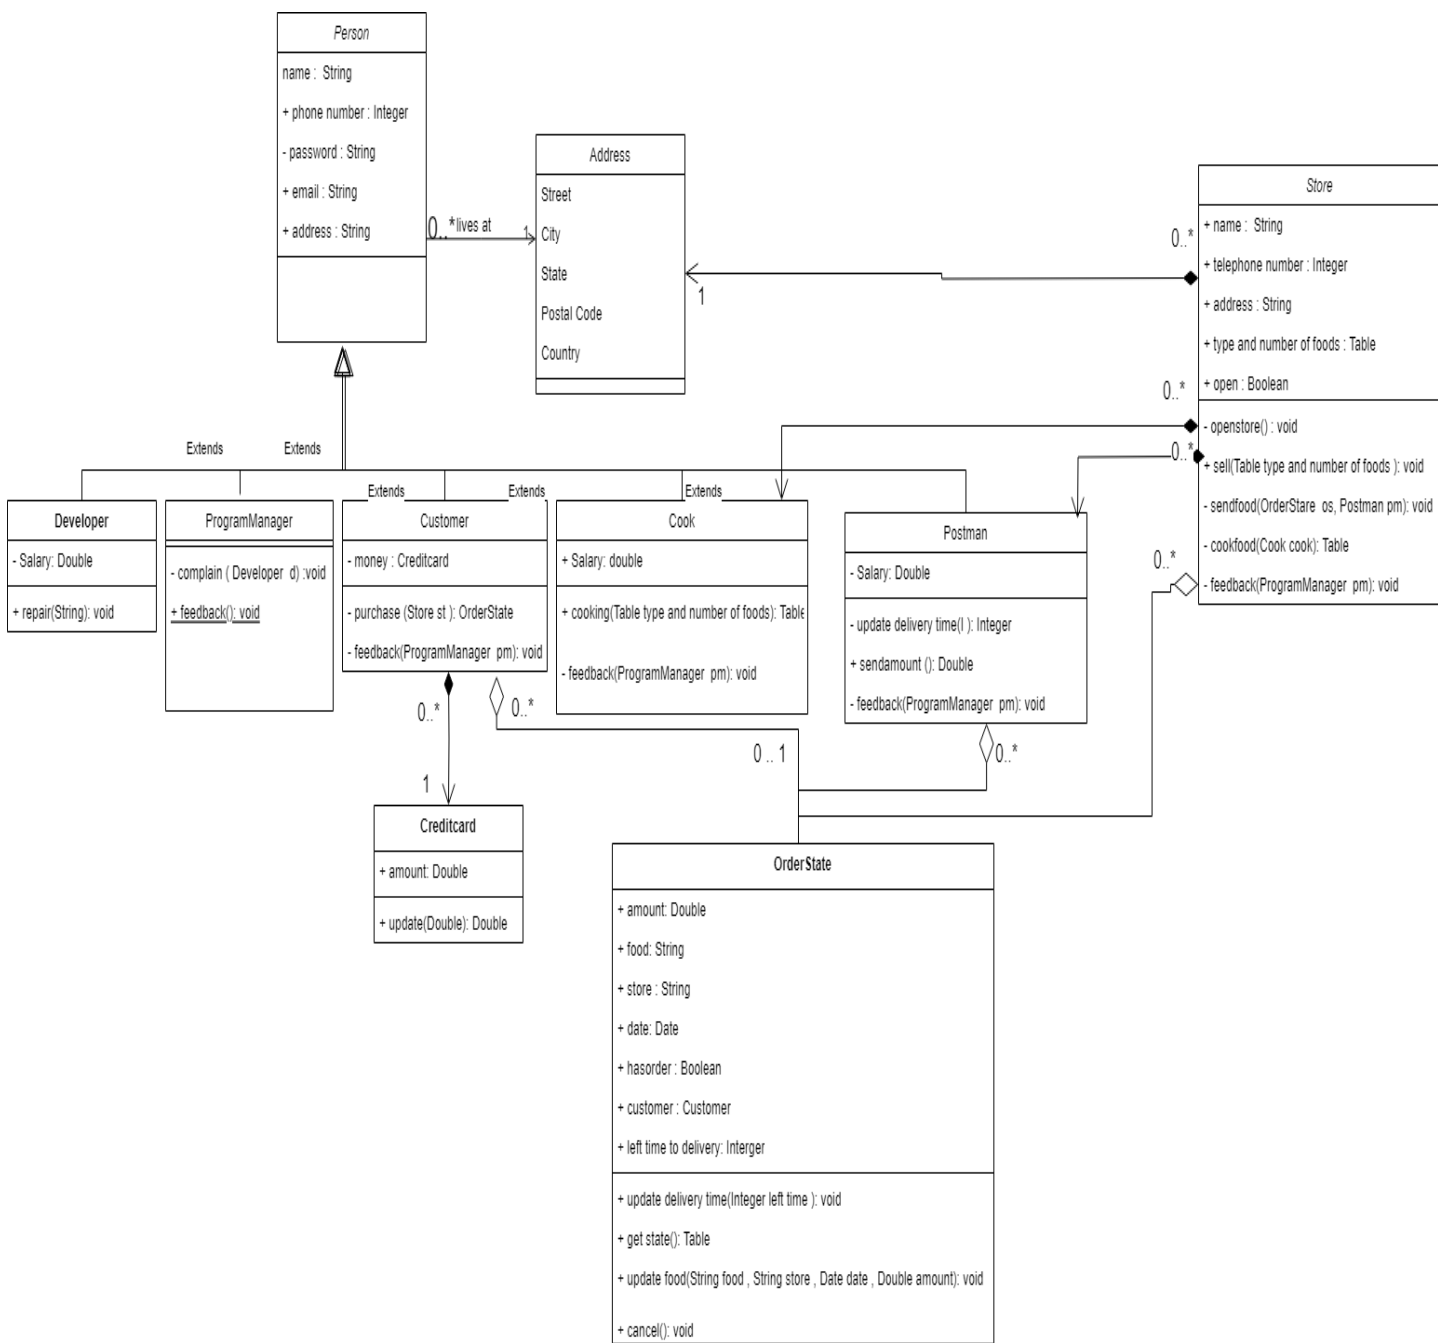 Person
name :  String
+ phone number : Integer
- password : String
+ email : String
+ address : String
0..*
lives at
1
Address
Street
City
State
Postal Code
Country
1
0..*
Store
+ name :  String
+ telephone number : Integer
+ address : String
+ type and number of foods : Table
+ open : Boolean
- openstore() : void
+ sell(Table type and number of foods ): void
- sendfood(OrderStare  os, Postman pm): void
- cookfood(Cook cook): Table
- feedback(ProgramManager  pm): void
0..*
0..*
0..*
Extends
Extends
Extends
Extends
Extends
Developer
- Salary: Double
+ repair(String): void
ProgramManager
- complain ( Developer  d) :void
+ feedback(): void
Customer
- money : Creditcard
- purchase (Store st ): OrderState
- feedback(ProgramManager  pm): void
Cook
+ Salary: double
+ cooking(Table type and number of foods): Table
- feedback(ProgramManager  pm): void
Postman
- Salary: Double
- update delivery time(I ): Integer
+ sendamount (): Double
- feedback(ProgramManager  pm): void
0..*
0..*
0 .. 1
0..*
1
Creditcard
+ amount: Double
+ update(Double): Double
OrderState
+ amount: Double
+ food: String
+ store : String
+ date: Date
+ hasorder : Boolean
+ customer : Customer
+ left time to delivery: Interger
+ update delivery time(Integer left time ): void
+ get state(): Table
+ update food(String food , String store , Date date , Double amount): void
+ cancel(): void